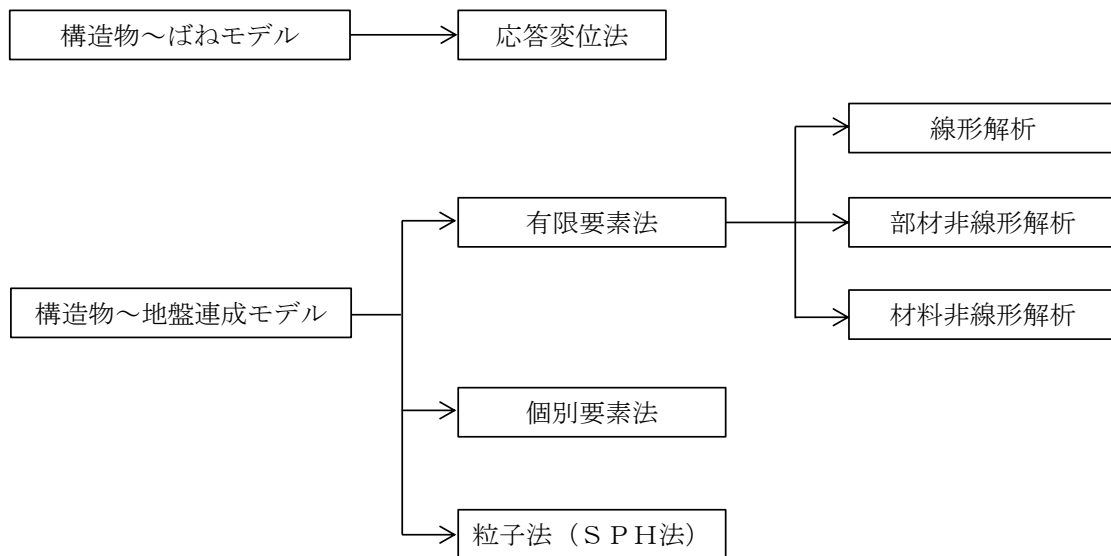 構造物～ばねモデル
応答変位法
線形解析
有限要素法
部材非線形解析
構造物～地盤連成モデル
材料非線形解析
個別要素法
粒子法（ＳＰＨ法）